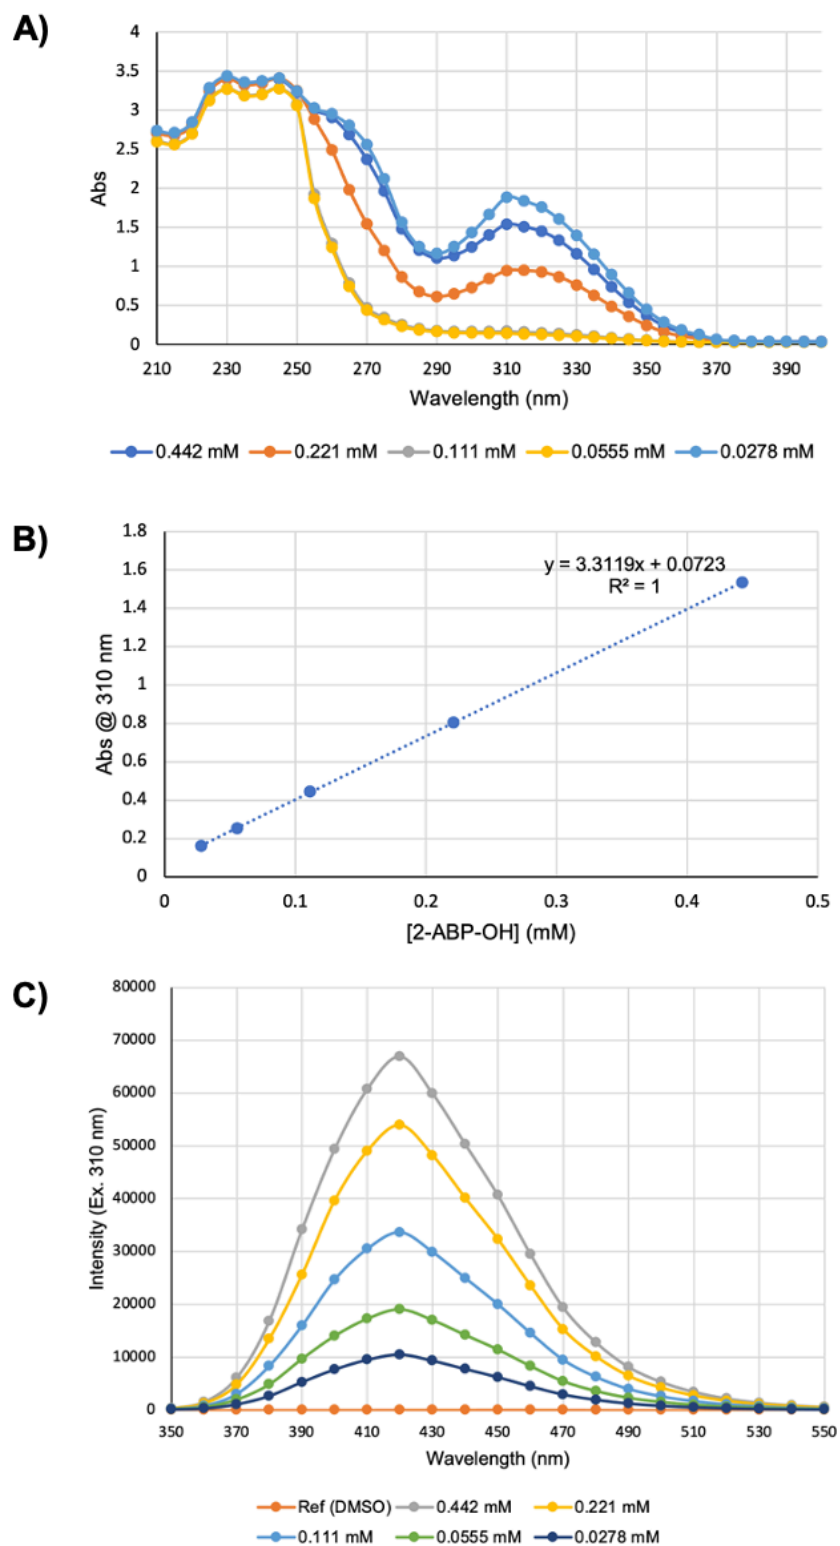 A)
4
3.5
3
2.5
2
1.5
1
0.5
0
Abs
210 230 250 270 290 310 330 350 370 390
Wavelength (nm)
0.442 mM 0.221 mM 0.111 mM 0.0555 mM 0.0278 mM
B)
1.8
1.6
1.4
1.2
1
0.8
0.6
0.4
0.2
0
Abs @ 310 nm
y = 3.3119x + 0.0723
R² = 1
0 0.1 0.2 0.3 0.4 0.5
[2-ABP-OH] (mM)
C)
80000
70000
60000
50000
40000
30000
20000
10000
0
Intensity (Ex. 310 nm)
350 370 390 410 430 450 470 490 510 530 550
Wavelength (nm)
Ref (DMSO) 0.442 mM 0.221 mM
0.111 mM 0.0555 mM 0.0278 mM